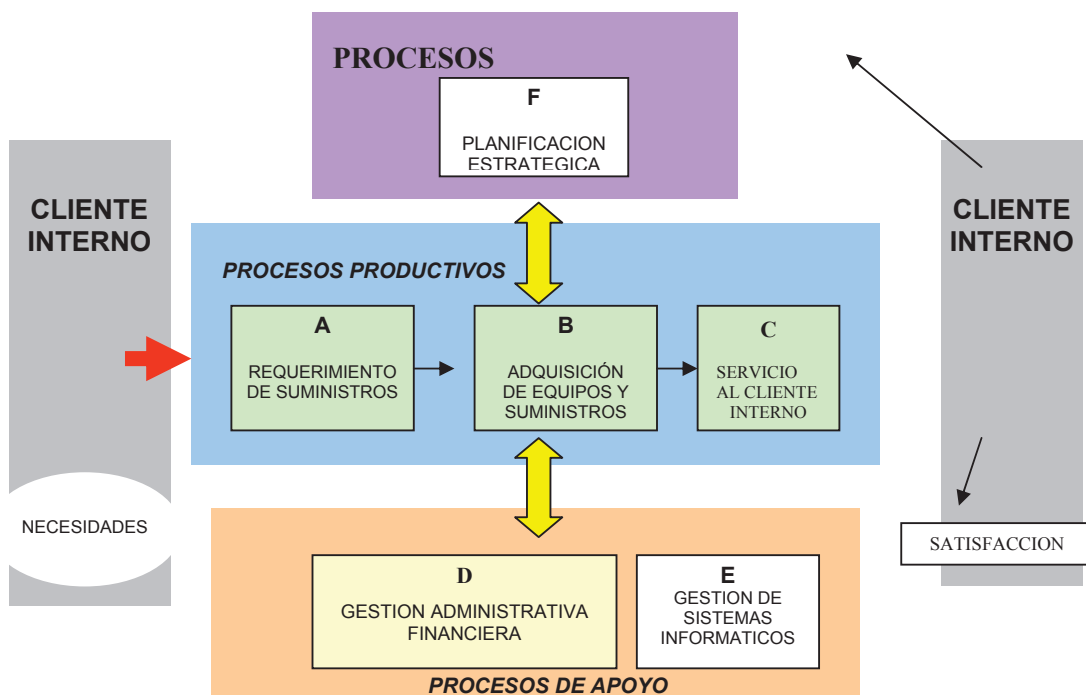 PROCESOS
F
PLANIFICACION
ESTRATEGICA
CLIENTE
INTERNO
NECESIDADES
PROCESOS PRODUCTIVOS
A
REQUERIMIENTO
DE SUMINISTROS
B
ADQUISICIÓN
DE EQUIPOS Y
SUMINISTROS
C
SERVICIO
AL CLIENTE
INTERNO
CLIENTE
INTERNO
SATISFACCION
D
GESTION ADMINISTRATIVA
FINANCIERA
E
GESTION DE
SISTEMAS
INFORMATICOS
PROCESOS DE APOYO